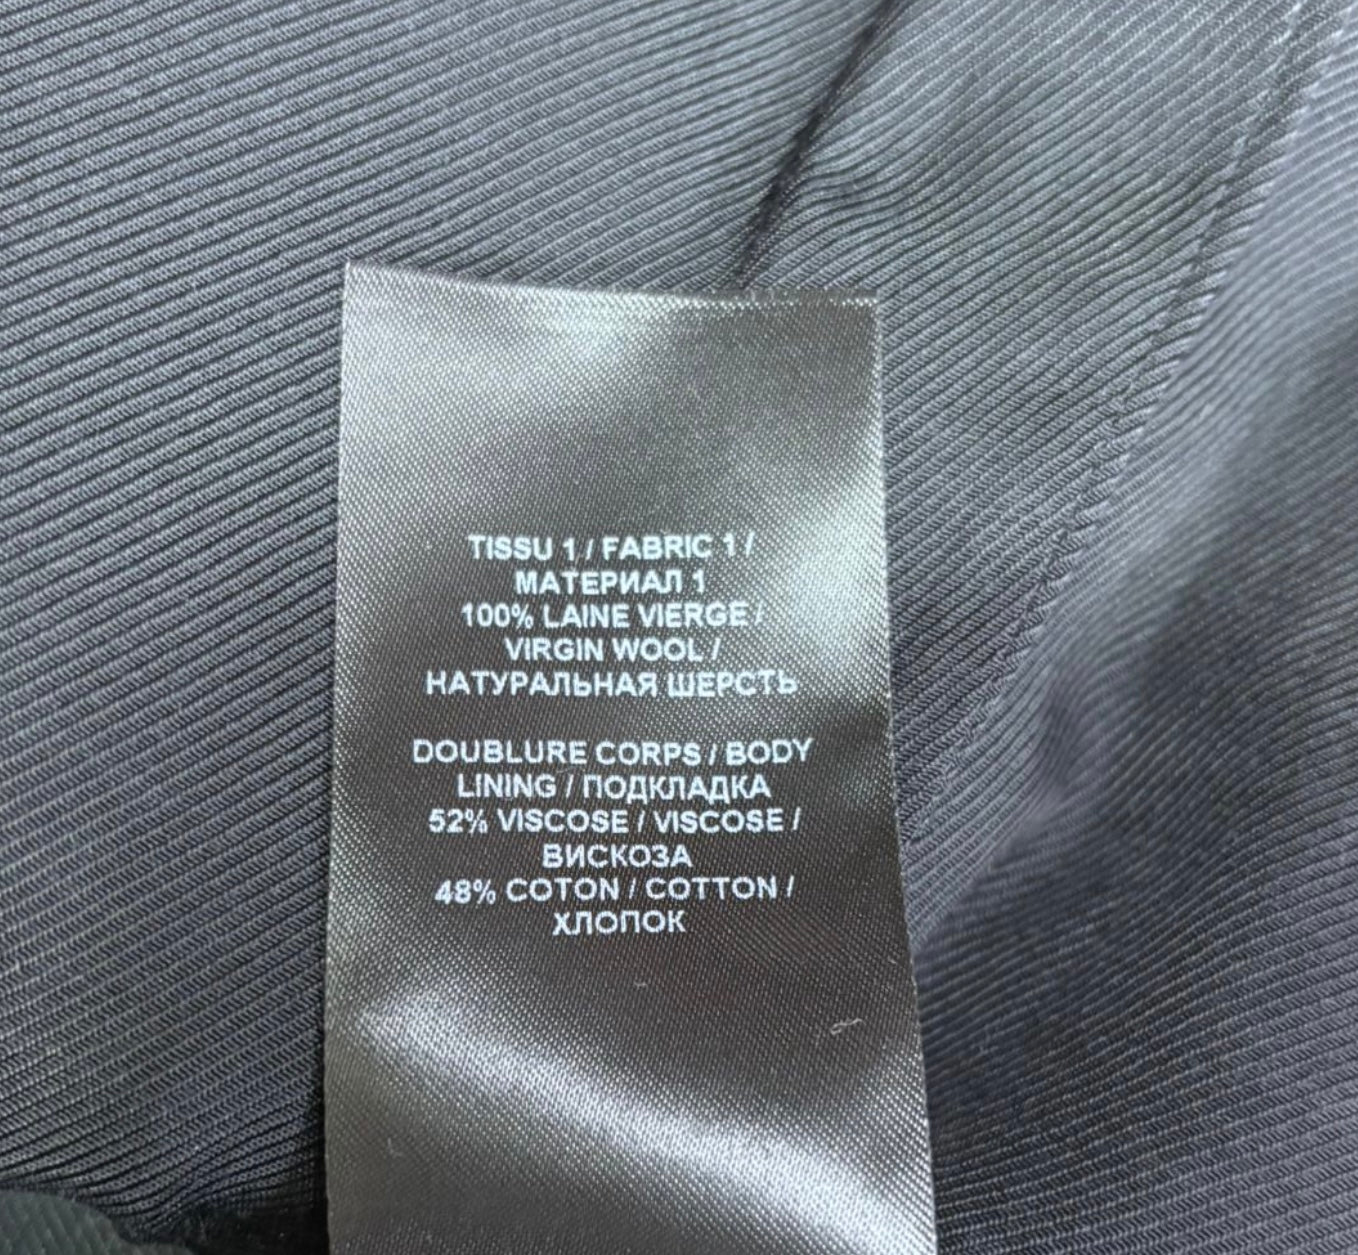 TISSU 1 / FABRIC 1 /
МАТЕРИАЛ 1
100% LAINE VIERGE /
VIRGIN WOOL /
НАТУРАЛЬНАЯ ШЕРСТЬ
DOUBLURE CORPS / BODY
LINING / ПОДКЛАДКА
52% VISCOSE / VISCOSE /
ВИСКОЗА
48% COTON / COTTON /
ХЛОПОК